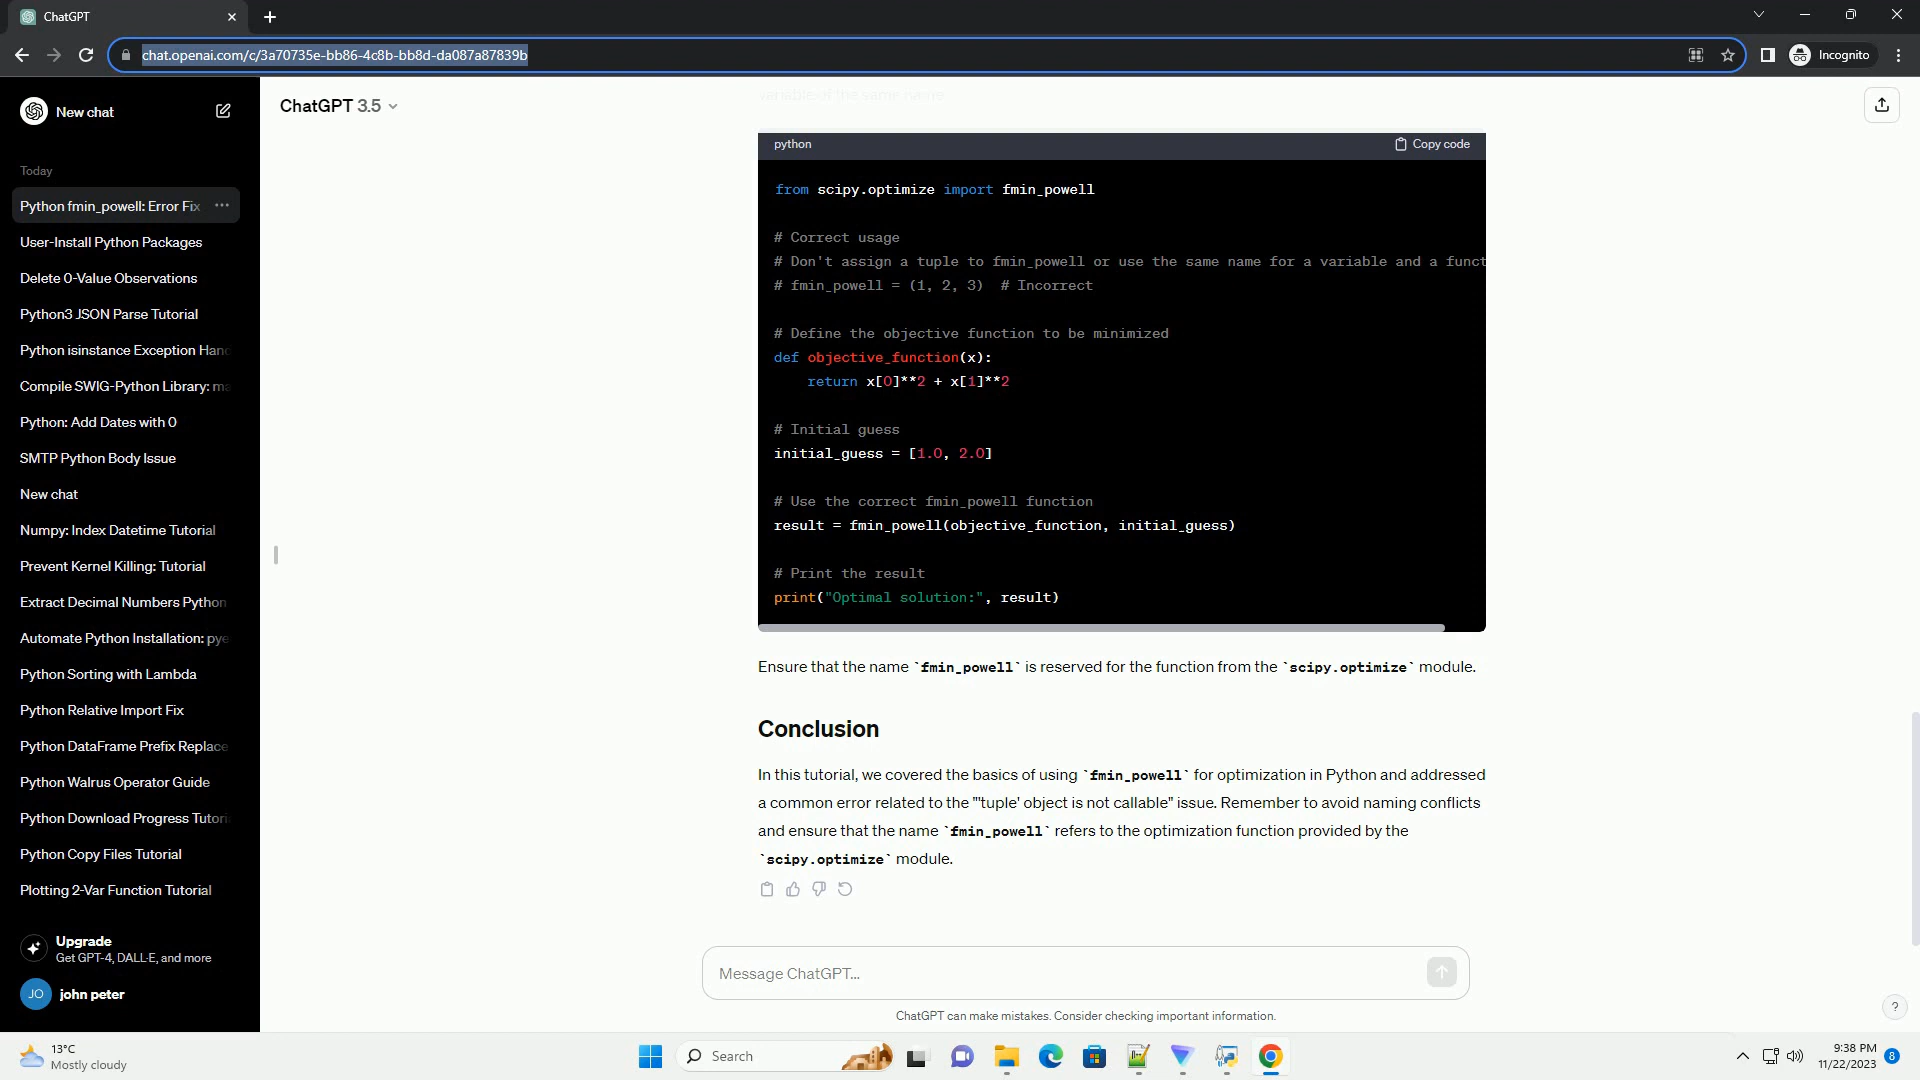 ChatGPT
chat.openai.com/c/3a70735e-bb86-4c8b-bb8d-da087a87839b
Incognito
New chat
Today
Python fmin_powell: Error Fix
User-Install Python Packages
Delete 0-Value Observations
Python3 JSON Parse Tutorial
Python isinstance Exception Han
Compile SWIG-Python Library: ma
Python: Add Dates with 0
SMTP Python Body Issue
New chat
Numpy: Index Datetime Tutorial
Prevent Kernel Killing: Tutorial
Extract Decimal Numbers Python
Automate Python Installation: pye
Python Sorting with Lambda
Python Relative Import Fix
Python DataFrame Prefix Replace
Python Walrus Operator Guide
Python Download Progress Tutori
Python Copy Files Tutorial
Plotting 2-Var Function Tutorial
Upgrade
Get GPT-4, DALL·E, and more
JO john peter
ChatGPT 3.5
variable of the same name.
python Copy code
from scipy.optimize import fmin_powell
# Correct usage
# Don't assign a tuple to fmin_powell or use the same name for a variable and a funct
# fmin_powell = (1, 2, 3)  # Incorrect
# Define the objective function to be minimized
def objective_function(x):
    return x[0]**2 + x[1]**2
# Initial guess
initial_guess = [1.0, 2.0]
# Use the correct fmin_powell function
result = fmin_powell(objective_function, initial_guess)
# Print the result
print("Optimal solution:", result)
Ensure that the name `fmin_powell` is reserved for the function from the `scipy.optimize` module.
Conclusion
In this tutorial, we covered the basics of using `fmin_powell` for optimization in Python and addressed
a common error related to the "'tuple' object is not callable" issue. Remember to avoid naming conflicts
and ensure that the name `fmin_powell` refers to the optimization function provided by the
`scipy.optimize` module.
Message ChatGPT...
ChatGPT can make mistakes. Consider checking important information.
?
13°C
Mostly cloudy
Search
9:38 PM
11/22/2023
8